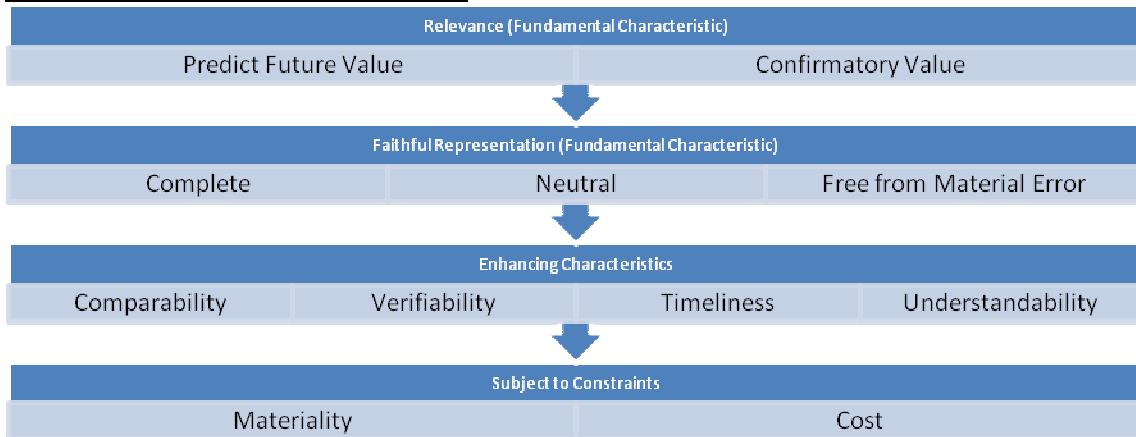 Relevance (Fundamental Characteristic)
Predict Future Value Confirmatory Value
Faithful Representation (Fundamental Characteristic)
Complete Neutral Free from Material Error
Enhancing Characteristics
Comparability Verifiability Timeliness Understandability
Subject to Constraints
Materiality Cost